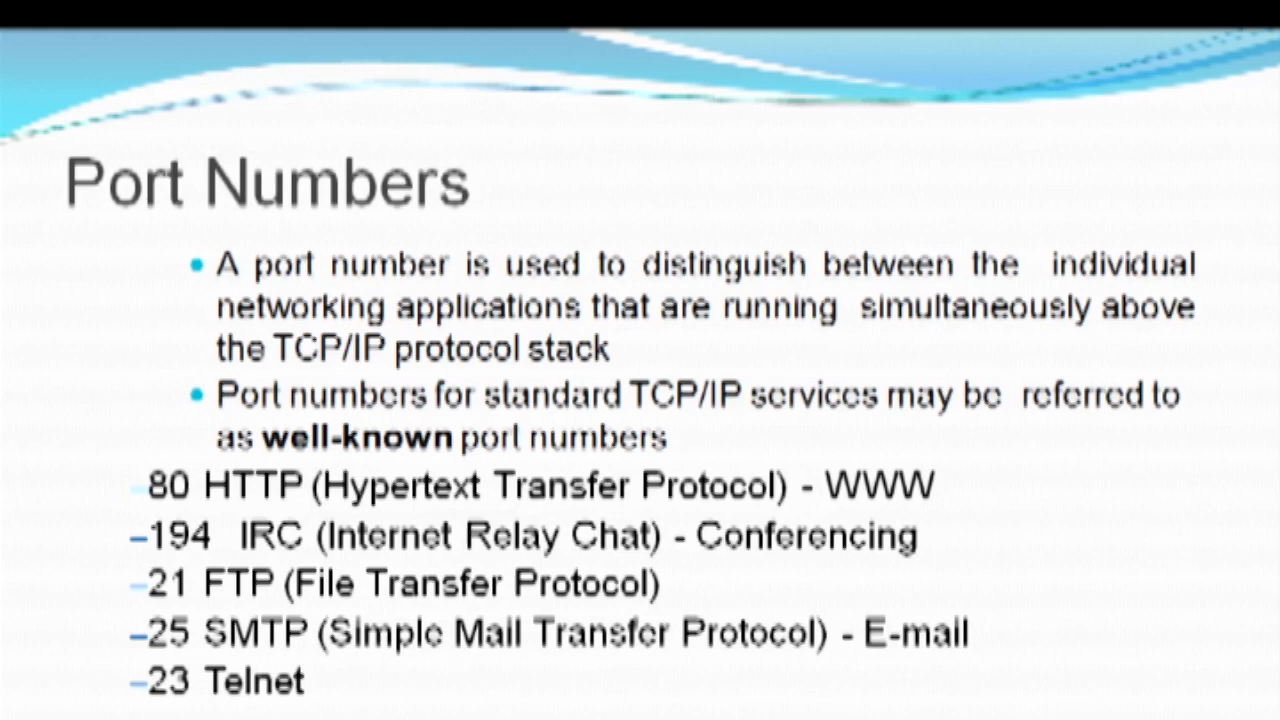 Port Numbers
• A port number is used to distinguish between the individual
networking applications that are running simultaneously above
the TCP/IP protocol stack
• Port numbers for standard TCP/IP services may be referred to
as well-known port numbers
–80 HTTP (Hypertext Transfer Protocol) - WWW
–194 IRC (Internet Relay Chat) - Conferencing
–21 FTP (File Transfer Protocol)
–25 SMTP (Simple Mail Transfer Protocol) - E-mail
–23 Telnet